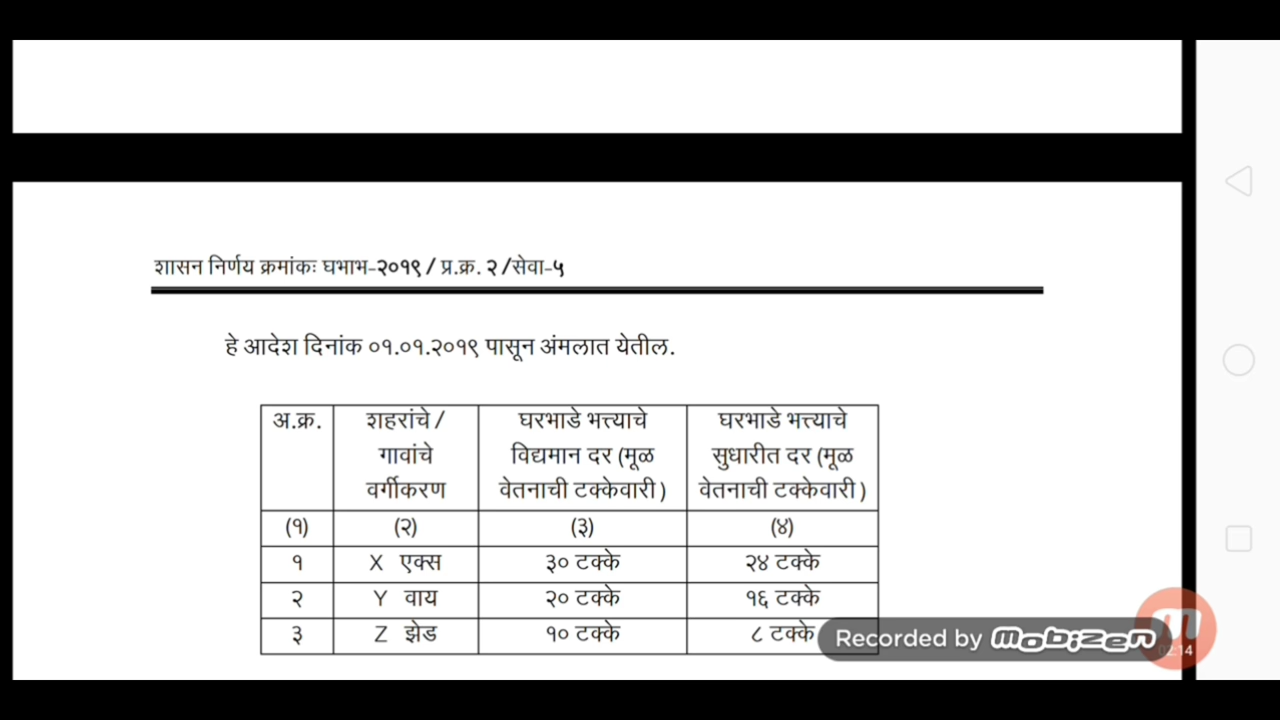 शासन निर्णय क्रमांकः घभाभ-२०१९ / प्र.क्र. २ /सेवा-५
हे आदेश दिनांक ०१.०१.२०१९ पासून अंमलात येतील.
अ.क्र. शहरांचे / गावांचे वर्गीकरण घरभाडे भत्त्याचे विद्यमान दर (मूळ वेतनाची टक्केवारी ) घरभाडे भत्त्याचे सुधारीत दर (मूळ वेतनाची टक्केवारी )
(१) (२) (३) (४)
१ X एक्स ३० टक्के २४ टक्के
२ Y वाय २० टक्के १६ टक्के
३ Z झेड १० टक्के ८ टक्के
Recorded by mobizen
02:14